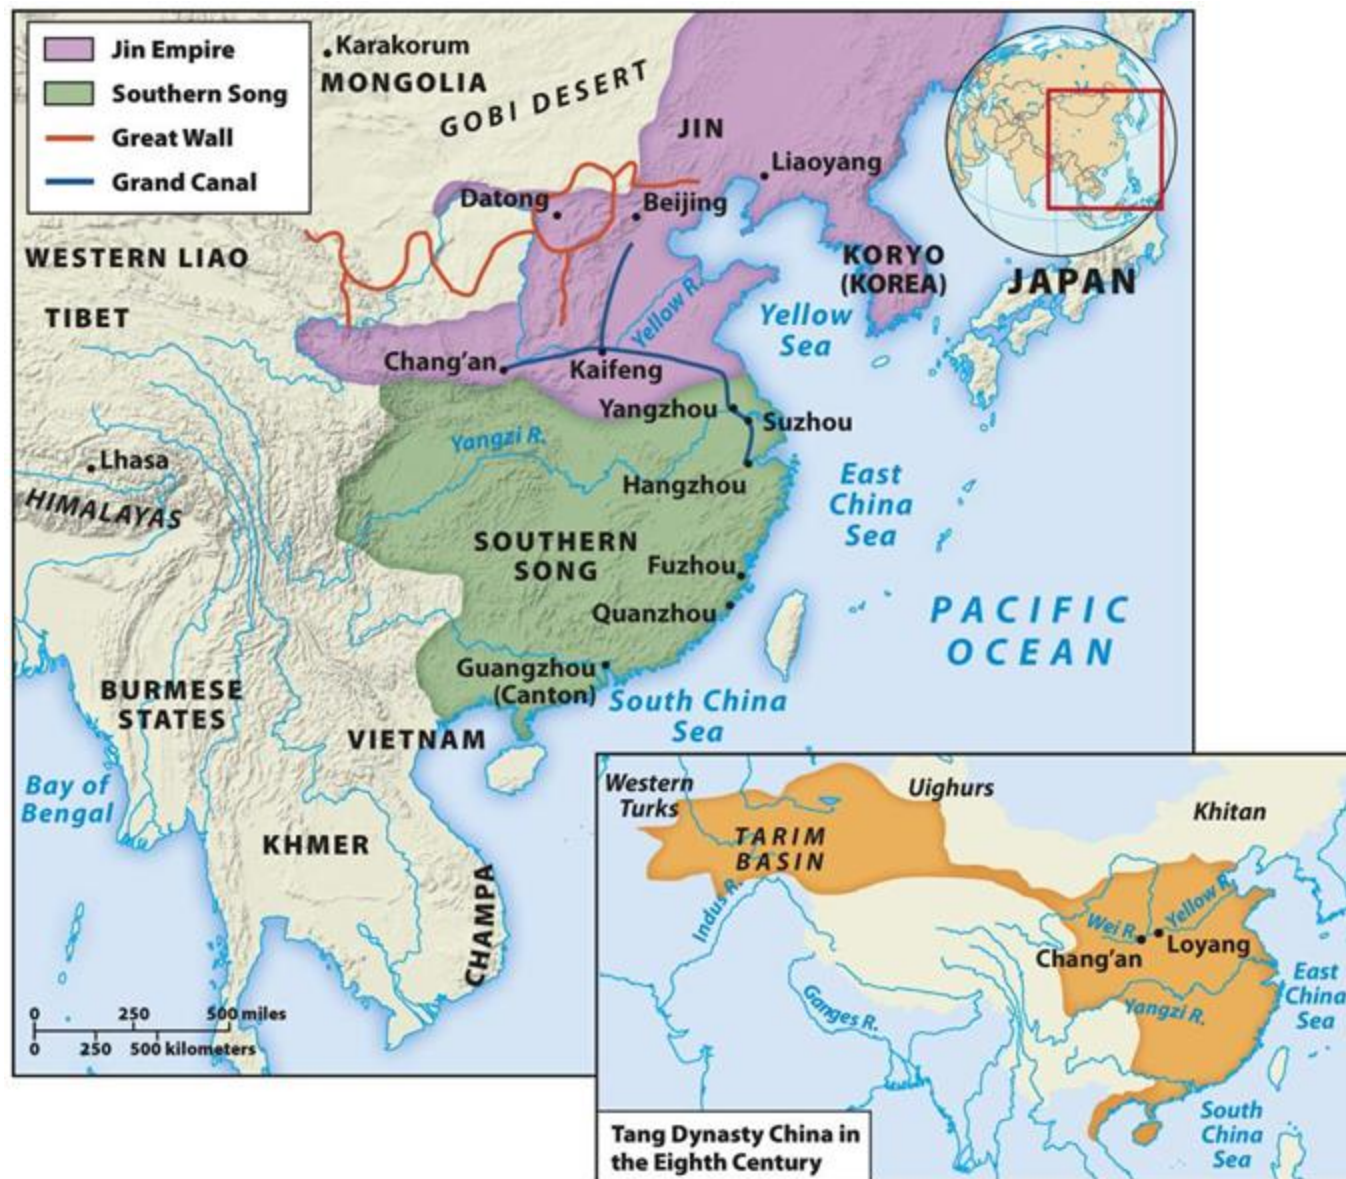 Jin Empire
Southern Song
Great Wall
Grand Canal
Karakorum
MONGOLIA
GOBI DESERT
JIN
Liaoyang
Datong
Beijing
WESTERN LIAO
KORYO
(KOREA)
JAPAN
TIBET
Yellow R.
Yellow
Sea
Chang'an
Kaifeng
Yangzhou
Suzhou
Yangzi R.
Lhasa
HIMALAYAS
Hangzhou
East
China
Sea
SOUTHERN
SONG
Fuzhou
Quanzhou
PACIFIC
OCEAN
Guangzhou
(Canton)
South China
Sea
BURMESE
STATES
VIETNAM
Bay of
Bengal
KHMER
CHAMPA
0 250 500 miles
0 250 500 kilometers
Western
Turks
Uighurs
Khitan
TARIM
BASIN
Indus R.
Wei R.
Yellow R.
Chang'an
Loyang
Ganges R.
Yangzi R.
East
China
Sea
South
China
Sea
Tang Dynasty China in
the Eighth Century